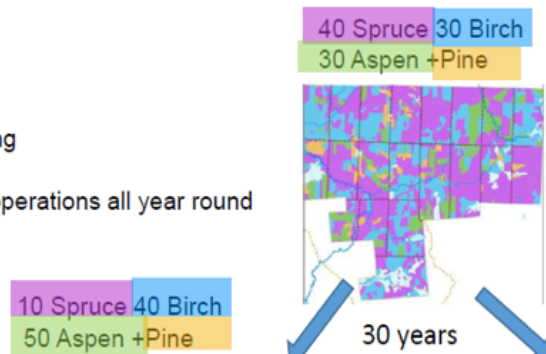 40 Spruce 30 Birch
30 Aspen +Pine
ng
operations all year round
10 Spruce 40 Birch
50 Aspen +Pine
30 years